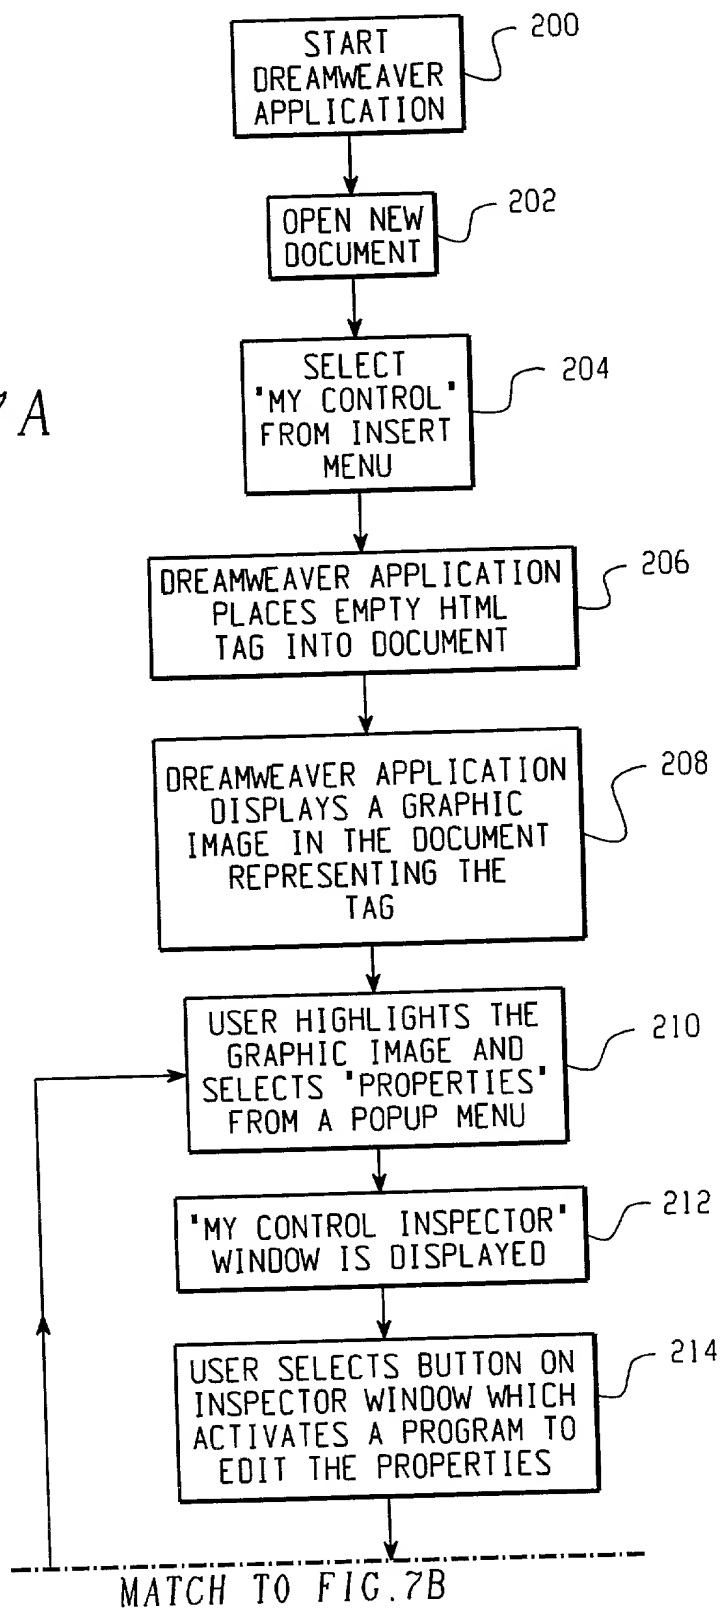 START
DREAMWEAVER
APPLICATION
200
OPEN NEW
DOCUMENT
202
SELECT
"MY CONTROL"
FROM INSERT
MENU
204
7A
DREAMWEAVER APPLICATION
PLACES EMPTY HTML
TAG INTO DOCUMENT
206
DREAMWEAVER APPLICATION
DISPLAYS A GRAPHIC
IMAGE IN THE DOCUMENT
REPRESENTING THE
TAG
208
USER HIGHLIGHTS THE
GRAPHIC IMAGE AND
SELECTS "PROPERTIES"
FROM A POPUP MENU
210
"MY CONTROL INSPECTOR"
WINDOW IS DISPLAYED
212
USER SELECTS BUTTON ON
INSPECTOR WINDOW WHICH
ACTIVATES A PROGRAM TO
EDIT THE PROPERTIES
214
MATCH TO FIG.7B